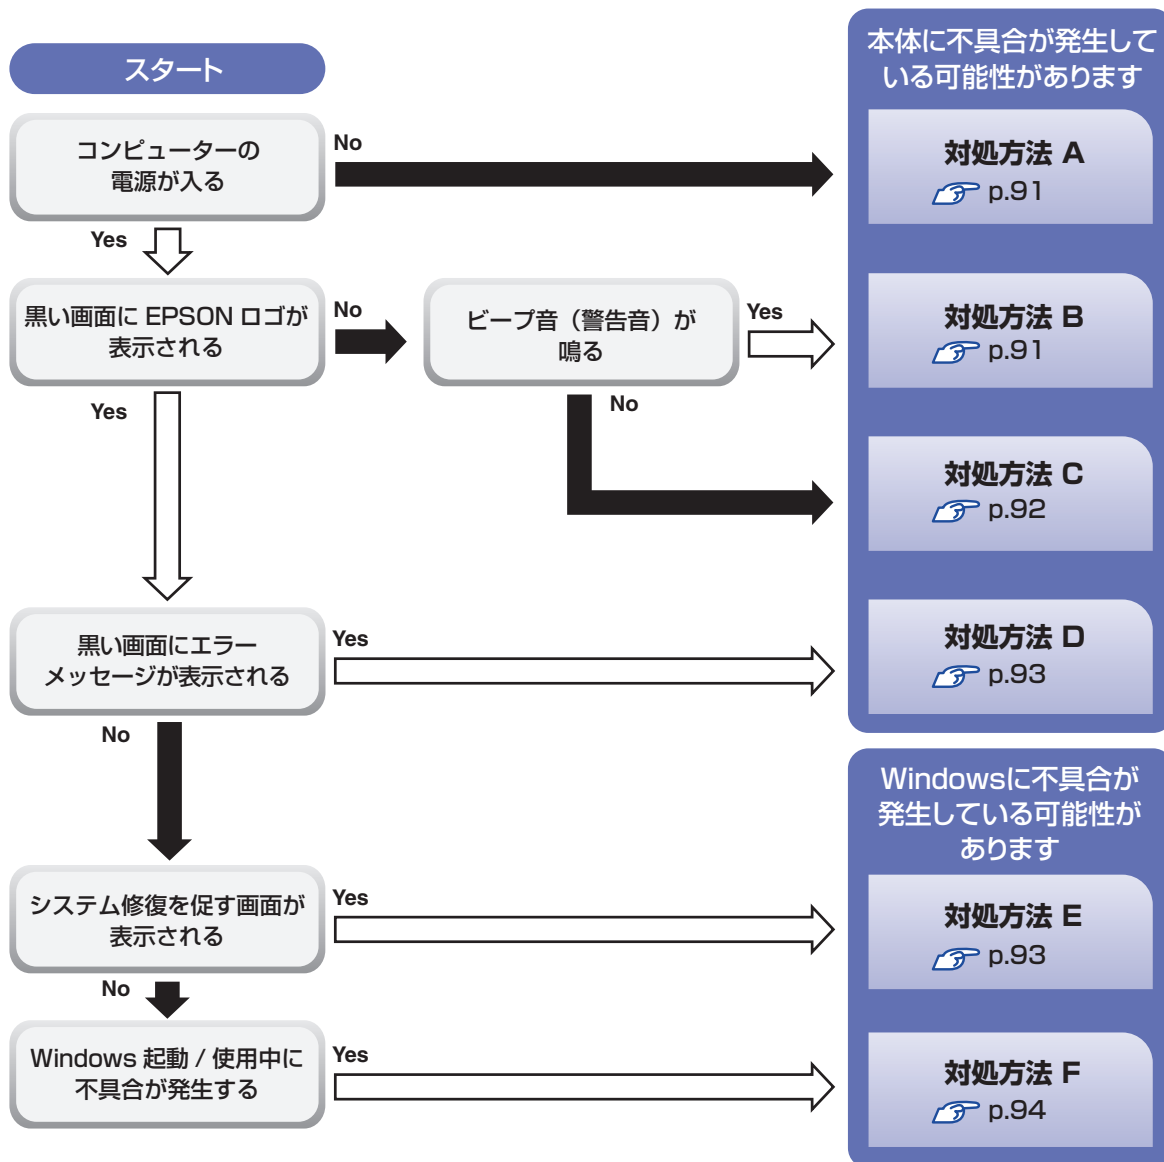 スタート
コンピューターの
電源が入る
No
Yes
黒い画面に EPSON ロゴが
表示される
No
ビープ音（警告音）が
鳴る
Yes
No
Yes
黒い画面にエラー
メッセージが表示される
Yes
No
システム修復を促す画面が
表示される
Yes
No
Windows 起動 / 使用中に
不具合が発生する
Yes
本体に不具合が発生して
いる可能性があります
対処方法 A
p.91
対処方法 B
p.91
対処方法 C
p.92
対処方法 D
p.93
Windowsに不具合が
発生している可能性が
あります
対処方法 E
p.93
対処方法 F
p.94